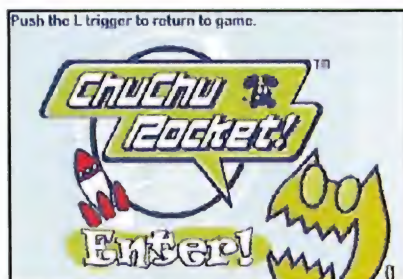 Push the L trigger to return to game.
ChuChu
Rocket!
TM
Enter!